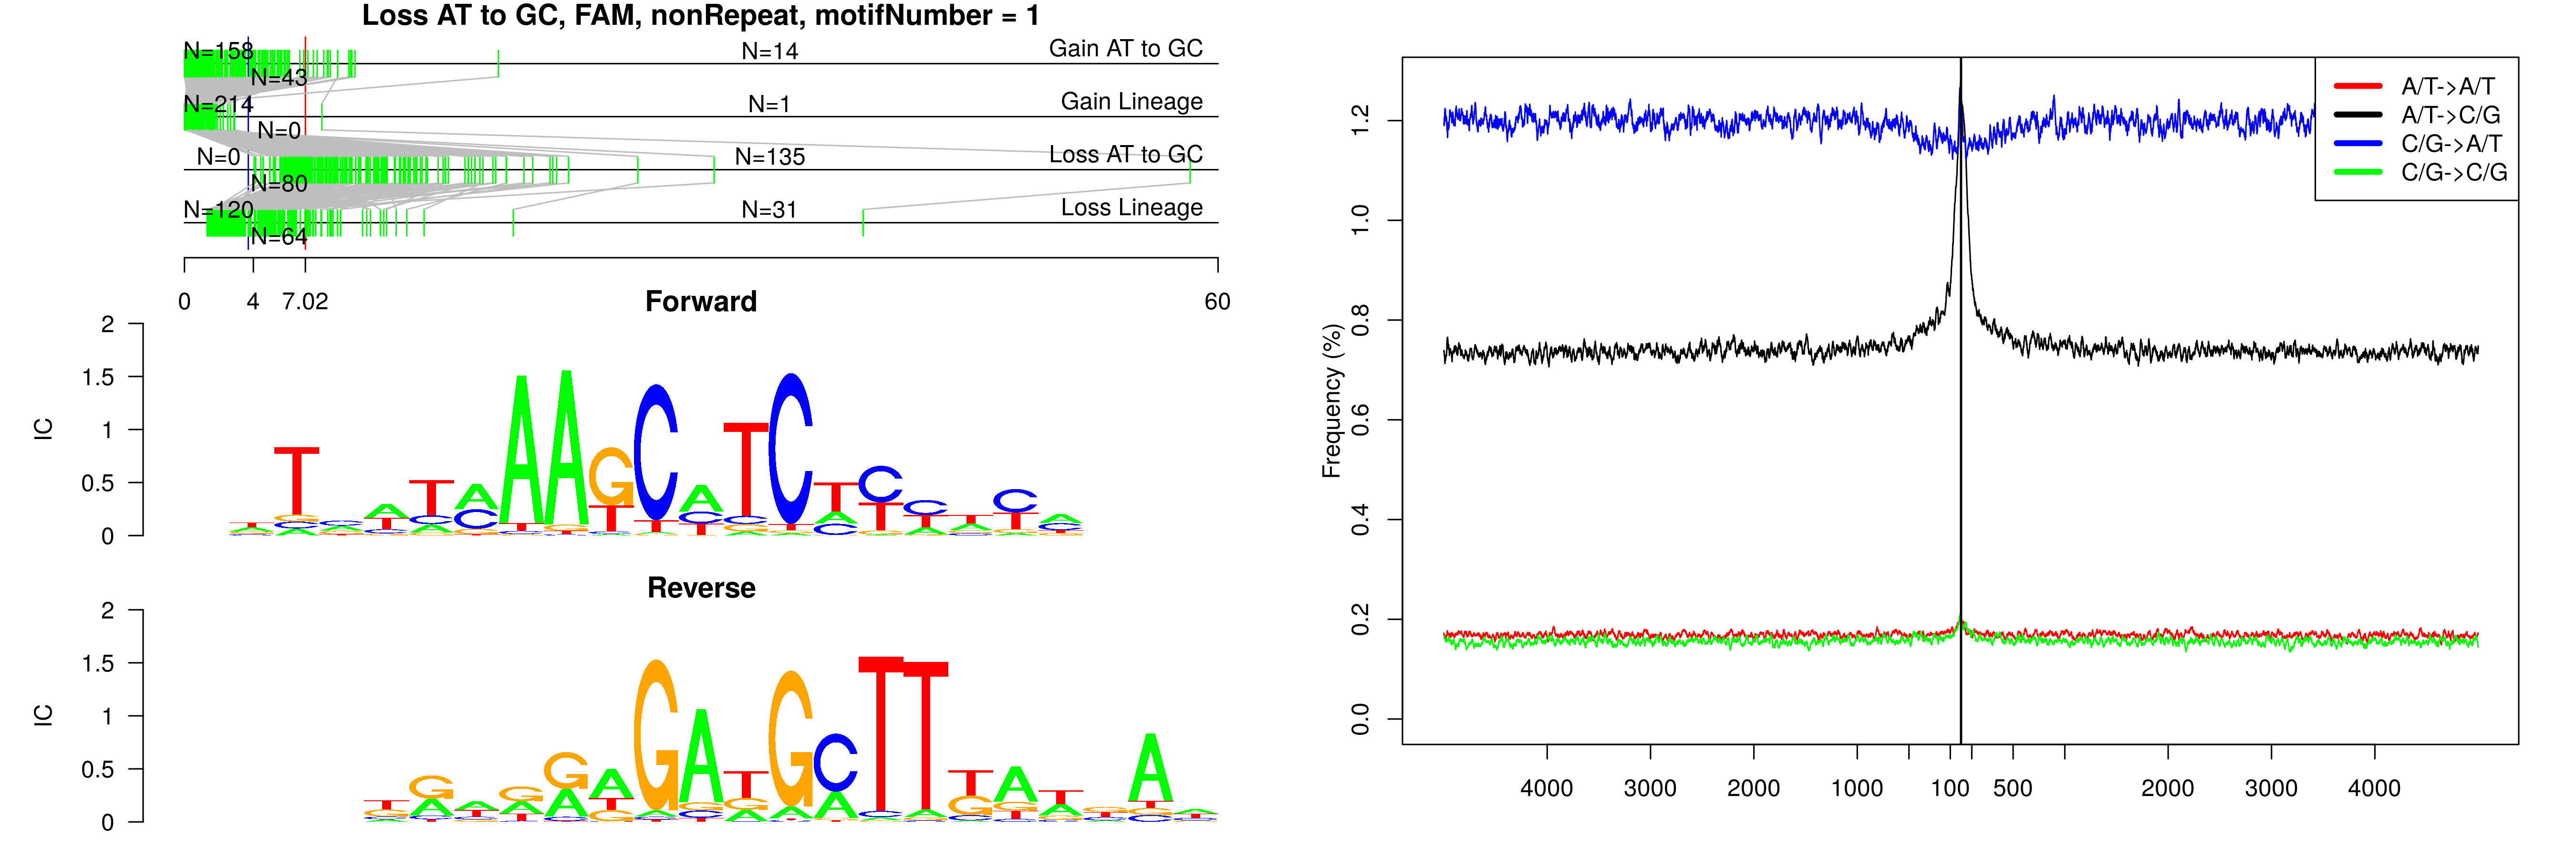 Loss AT to GC, FAM, nonRepeat, motifNumber = 1
N=158 N=14 Gain AT to GC
N=43
N=214 N=1 Gain Lineage
N=0
N=0 N=135 Loss AT to GC
N=80
N=120 N=31 Loss Lineage
N=64
0 4 7.02 60
Forward
2
1.5
1
0.5
0
IC
Reverse
2
1.5
1
0.5
0
IC
Frequency (%)
1.2
1.0
0.8
0.6
0.4
0.2
0.0
A/T->A/T
A/T->C/G
C/G->A/T
C/G->C/G
4000 3000 2000 1000 100 500 2000 3000 4000